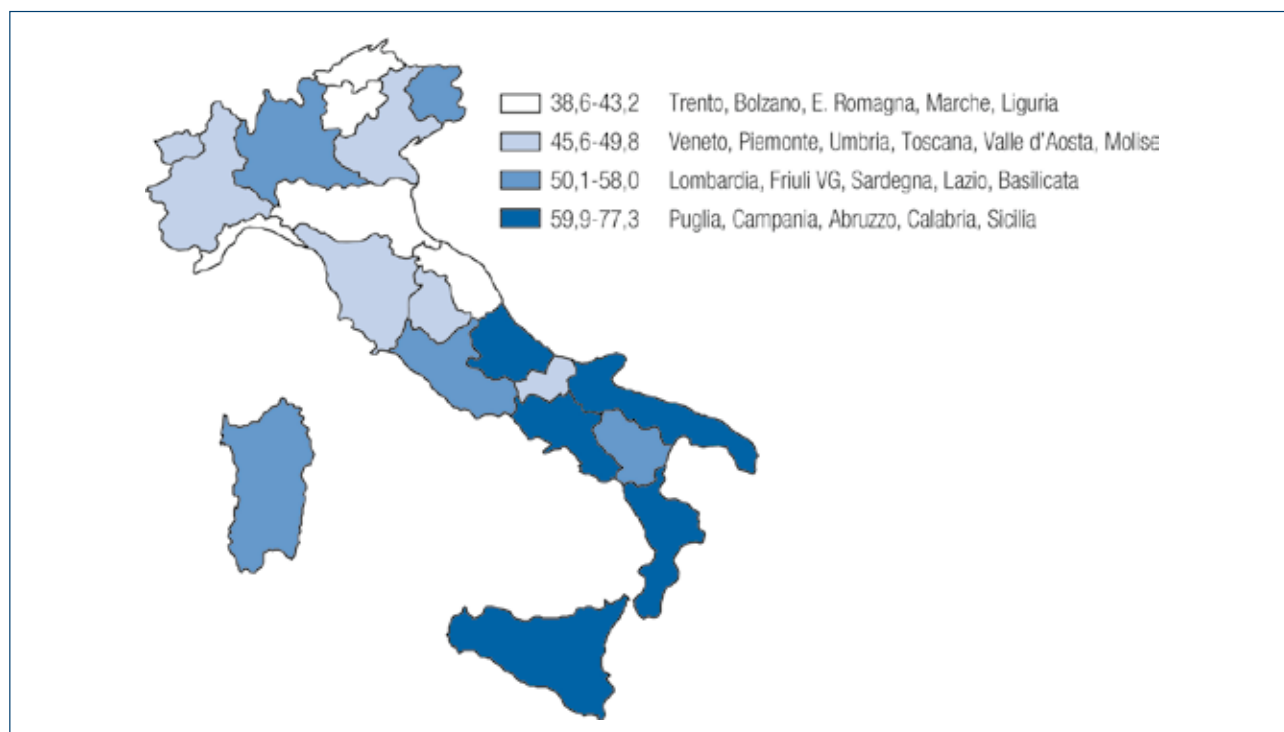 38,6-43,2 Trento, Bolzano, E. Romagna, Marche, Liguria
45,6-49,8 Veneto, Piemonte, Umbria, Toscana, Valle d'Aosta, Molise
50,1-58,0 Lombardia, Friuli VG, Sardegna, Lazio, Basilicata
59,9-77,3 Puglia, Campania, Abruzzo, Calabria, Sicilia